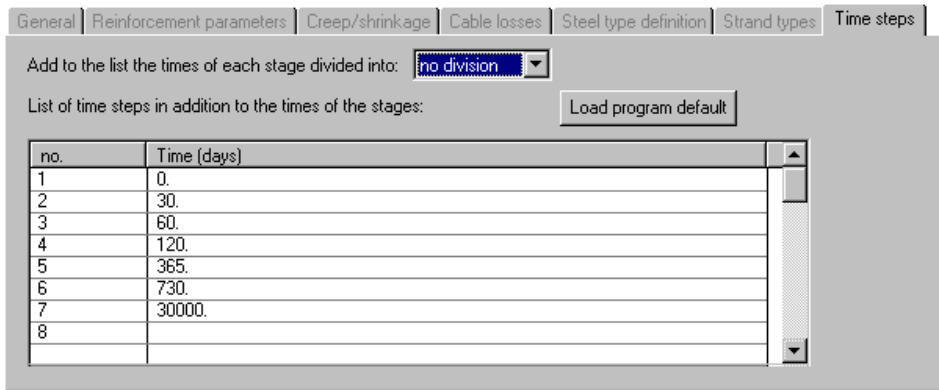 General Reinforcement parameters Creep/shrinkage Cable losses Steel type definition Strand types Time steps
Add to the list the times of each stage divided into: no division
List of time steps in addition to the times of the stages: Load program default
no. Time (days)
1 0.
2 30.
3 60.
4 120.
5 365.
6 730.
7 30000.
8